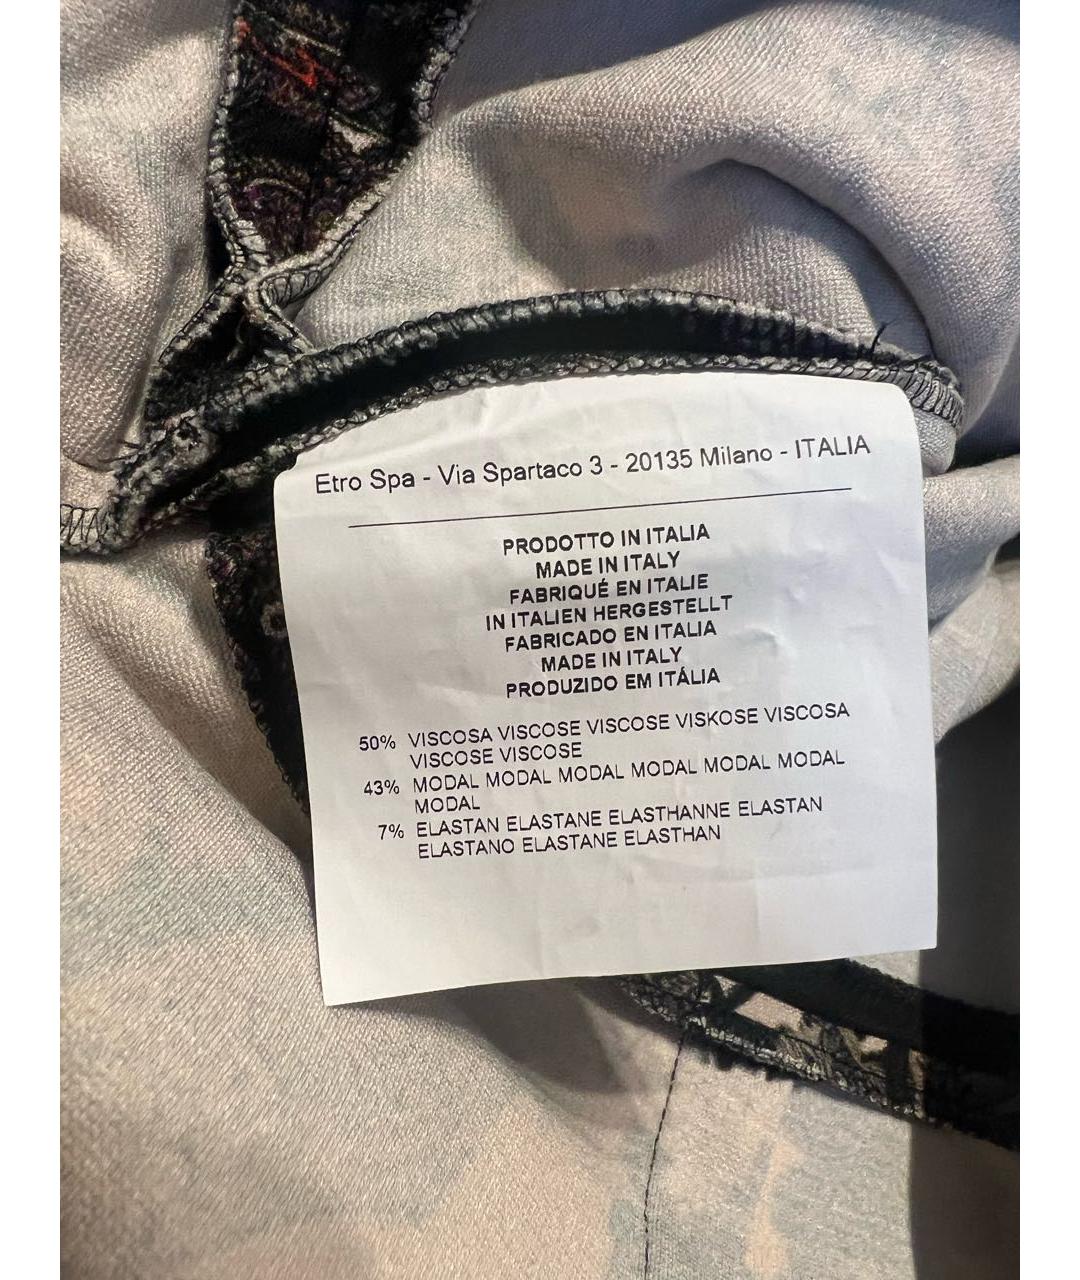 Etro Spa - Via Spartaco 3 - 20135 Milano - ITALIA
PRODOTTO IN ITALIA
MADE IN ITALY
FABRIQUÉ EN ITALIE
IN ITALIEN HERGESTELLT
FABRICADO EN ITALIA
MADE IN ITALY
PRODUZIDO EM ITÁLIA
50% VISCOSA VISCOSE VISCOSE VISKOSE VISCOSA
VISCOSE VISCOSE
43% MODAL MODAL MODAL MODAL MODAL MODAL
MODAL
7% ELASTAN ELASTANE ELASTHANNE ELASTAN
ELASTANO ELASTANE ELASTHAN